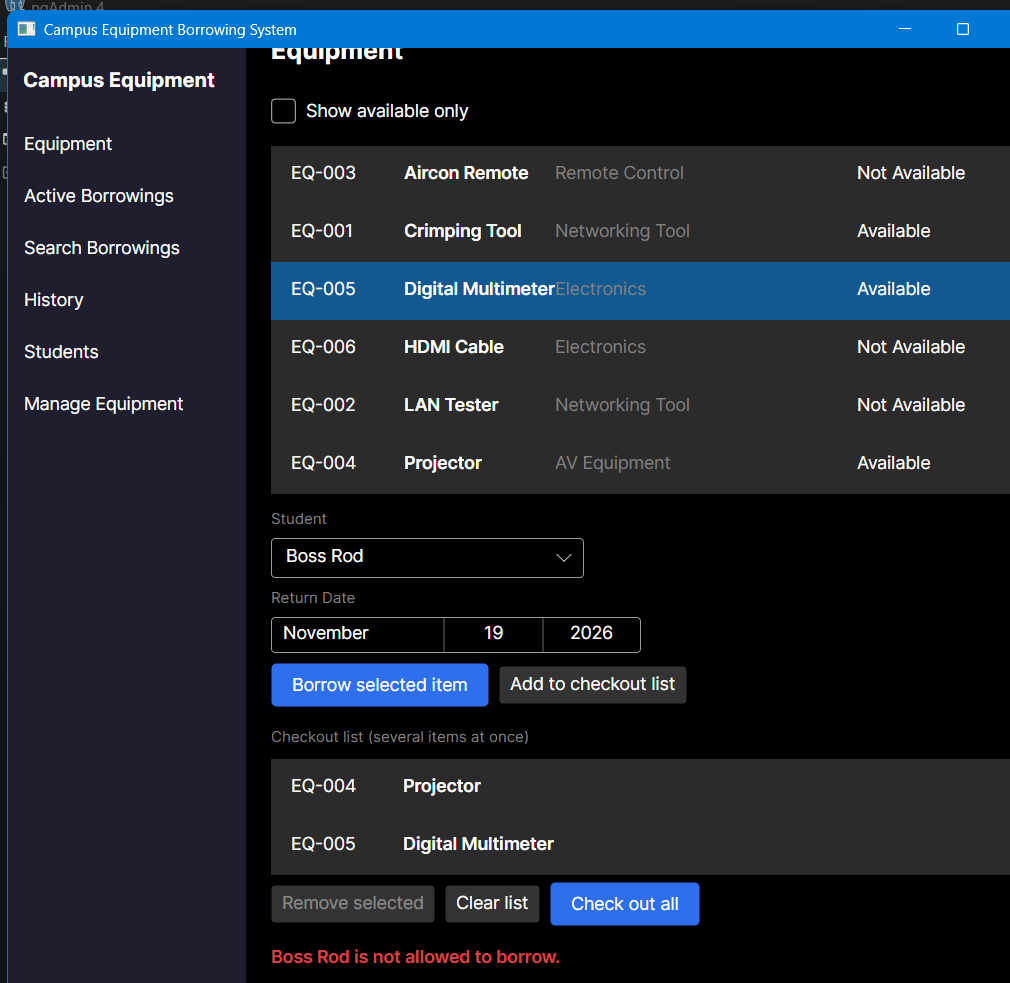 pgAdmin 4
Campus Equipment Borrowing System
Campus Equipment
Equipment
Active Borrowings
Search Borrowings
History
Students
Manage Equipment
Equipment
Show available only
EQ-003 Aircon Remote Remote Control Not Available
EQ-001 Crimping Tool Networking Tool Available
EQ-005 Digital Multimeter Electronics Available
EQ-006 HDMI Cable Electronics Not Available
EQ-002 LAN Tester Networking Tool Not Available
EQ-004 Projector AV Equipment Available
Student
Boss Rod
Return Date
November 19 2026
Borrow selected item Add to checkout list
Checkout list (several items at once)
EQ-004 Projector
EQ-005 Digital Multimeter
Remove selected Clear list Check out all
Boss Rod is not allowed to borrow.